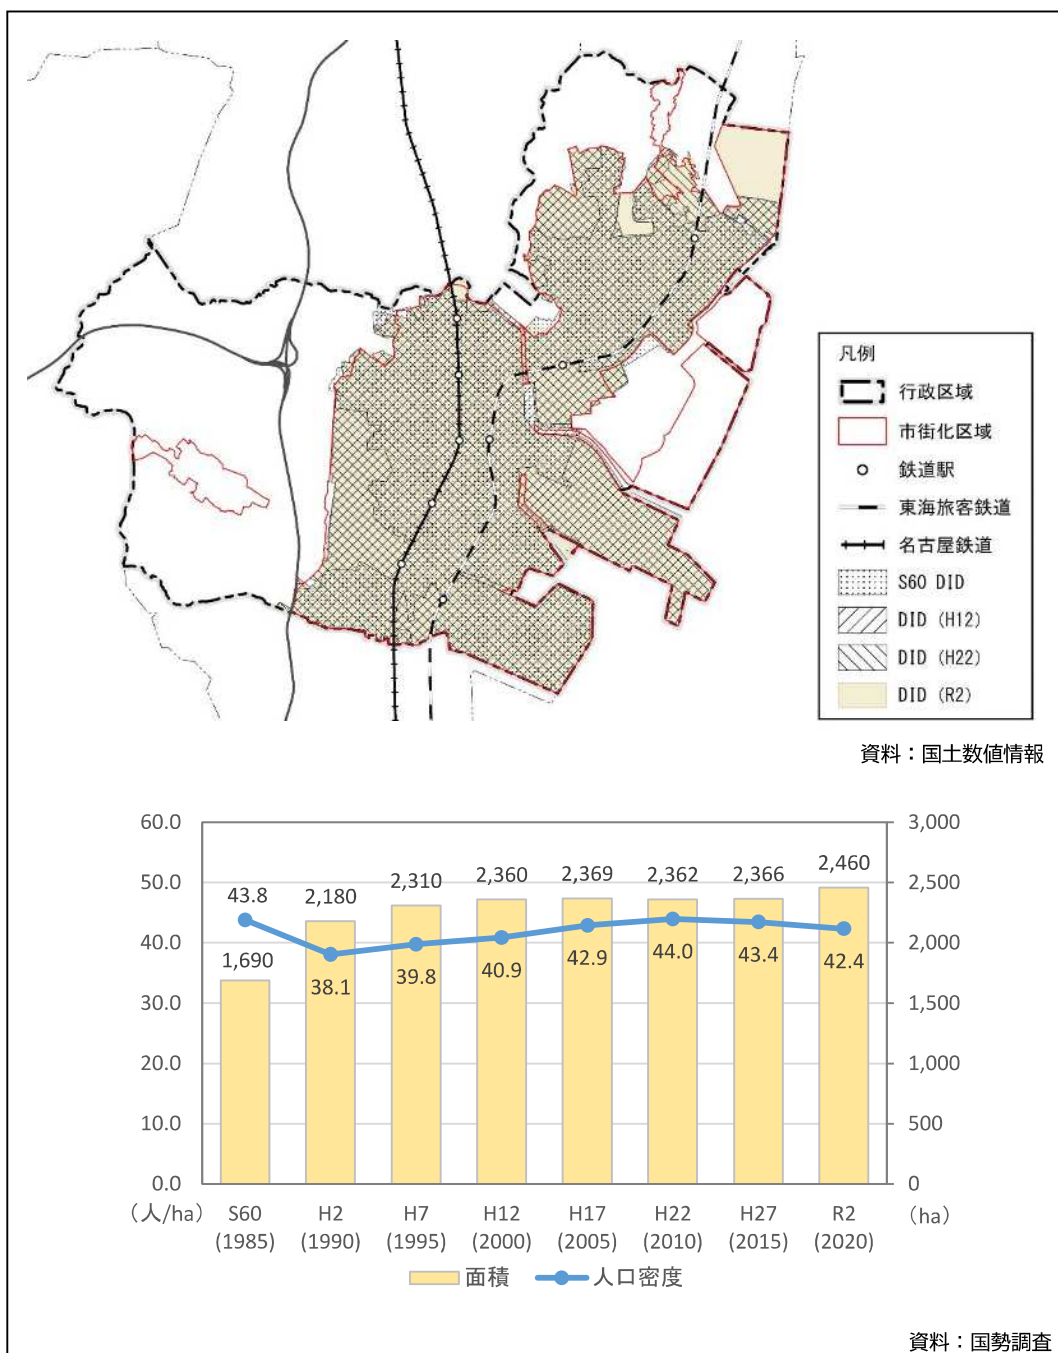 凡例
行政区域
市街化区域
鉄道駅
東海旅客鉄道
名古屋鉄道
S60 DID
DID (H12)
DID (H22)
DID (R2)
資料：国土数値情報
60.0 3,000
50.0 2,500
40.0 2,000
30.0 1,500
20.0 1,000
10.0 500
0.0 0
43.8 2,180 2,310 2,360 2,369 2,362 2,366 2,460
1,690 38.1 39.8 40.9 42.9 44.0 43.4 42.4
（人/ha） S60 H2 H7 H12 H17 H22 H27 R2 （ha）
(1985) (1990) (1995) (2000) (2005) (2010) (2015) (2020)
面積 人口密度
資料：国勢調査